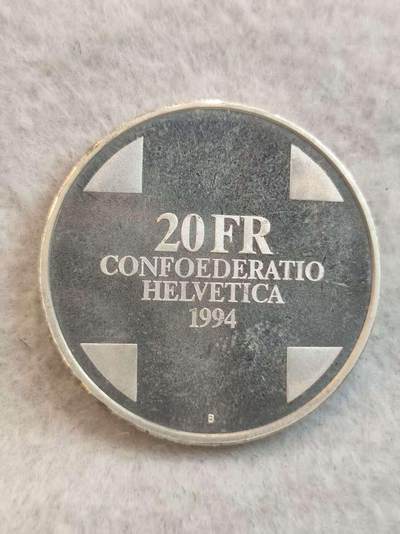 20 FR
CONFOEDERATIO
HELVETICA
1994
B